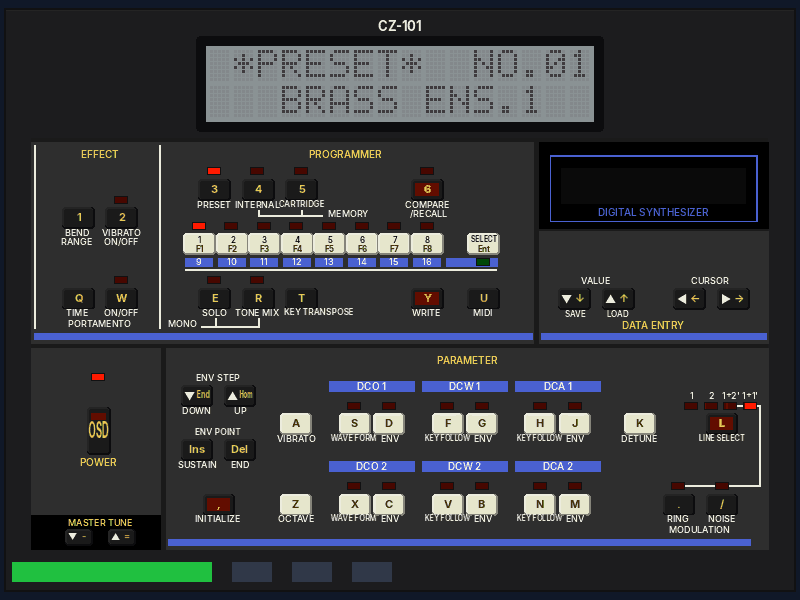 CZ-101
*PRESET* NO.01
BRASS ENS.1
EFFECT
PROGRAMMER
3 4 5 6
PRESET INTERNAL CARTRIDGE COMPARE
/RECALL
MEMORY
1 2
BEND RANGE VIBRATO ON/OFF
1 2 3 4 5 6 7 8 SELECT
F1 F2 F3 F4 F5 F6 F7 F8 Ent
9 10 11 12 13 14 15 16
DIGITAL SYNTHESIZER
Q W E R T Y U
TIME ON/OFF SOLO TONE MIX KEY TRANSPOSE WRITE MIDI
PORTAMENTO MONO
VALUE CURSOR
▼ ↓ ▲ ↑ ◀ ← ▶ →
SAVE LOAD
DATA ENTRY
PARAMETER
ENV STEP
▼ End ▲ Hom
DOWN UP
ENV POINT
Ins Del
SUSTAIN END
OSD
POWER
MASTER TUNE
▼ - ▲ =
,
INITIALIZE
DCO 1 DCW 1 DCA 1
1 2 1+2' 1+1'
A S D F G H J K L
VIBRATO WAVE FORM ENV KEY FOLLOW ENV KEY FOLLOW ENV DETUNE LINE SELECT
DCO 2 DCW 2 DCA 2
Z X C V B N M . /
OCTAVE WAVE FORM ENV KEY FOLLOW ENV KEY FOLLOW ENV RING NOISE
MODULATION